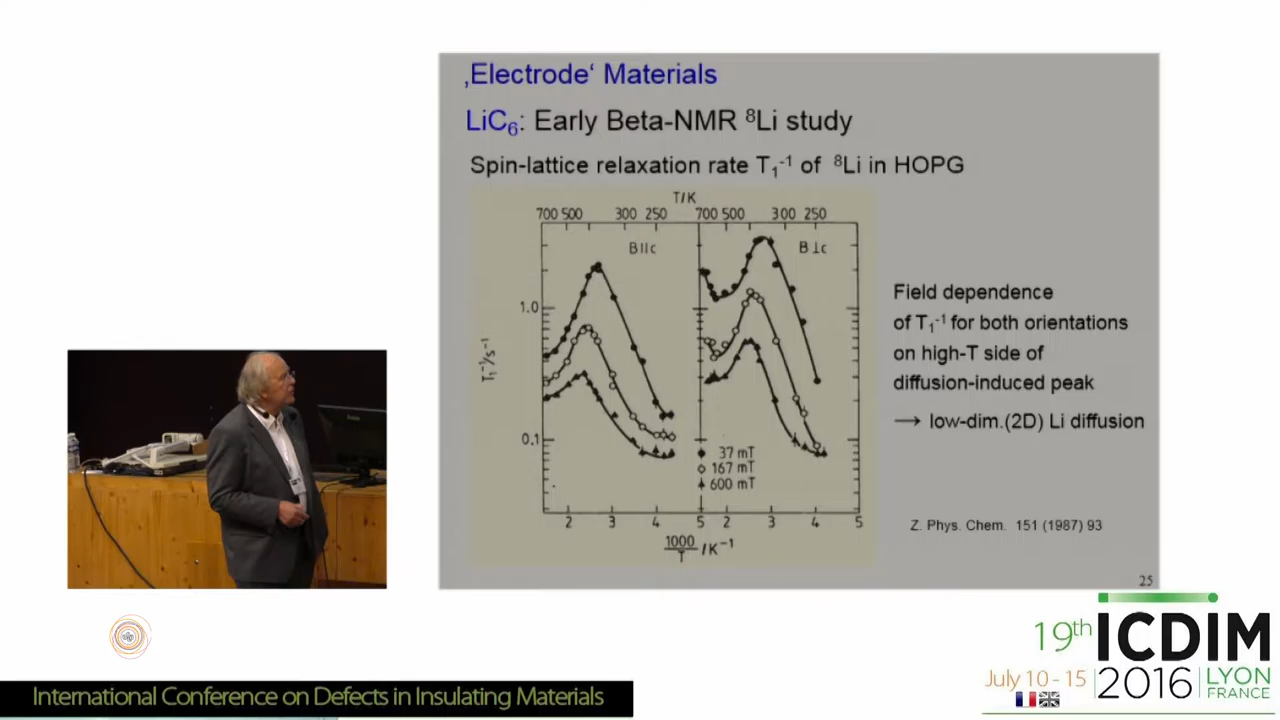 ‚Electrode‘ Materials
LiC₆: Early Beta-NMR ⁸Li study
Spin-lattice relaxation rate T₁⁻¹ of ⁸Li in HOPG
T/K
700 500 300 250 700 500 300 250
B||c B⊥c
1.0
T₁⁻¹/s⁻¹
0.1
37 mT
167 mT
600 mT
2 3 4 5 2 3 4 5
1000/T /K⁻¹
Field dependence
of T₁⁻¹ for both orientations
on high-T side of
diffusion-induced peak
→ low-dim.(2D) Li diffusion
Z. Phys. Chem. 151 (1987) 93
25
19th ICDIM
July 10 - 15 2016 LYON
FRANCE
International Conference on Defects in Insulating Materials